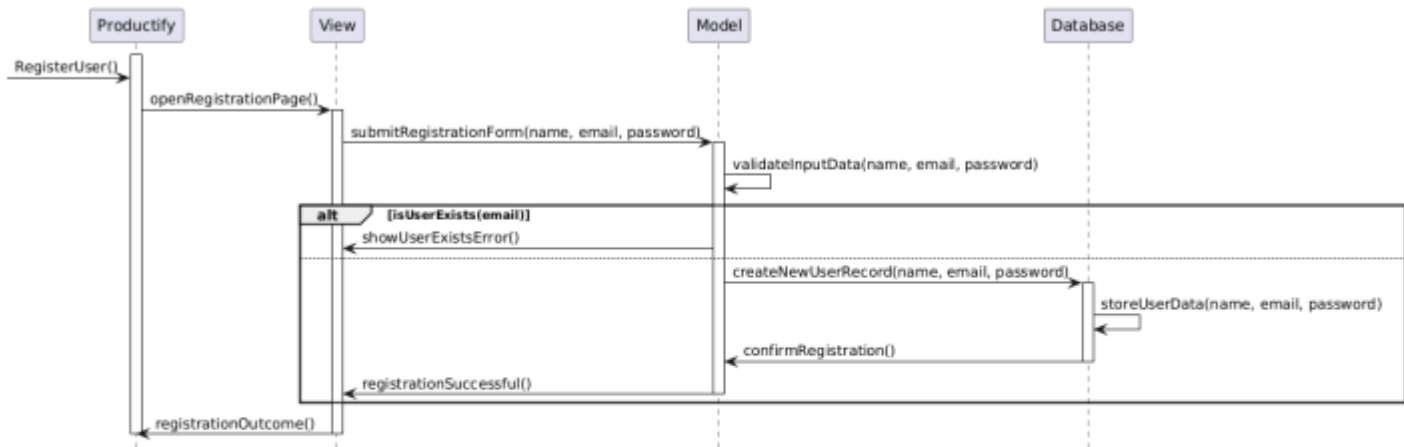 Productify View Model Database
RegisterUser()
openRegistrationPage()
submitRegistrationForm(name, email, password)
validateInputData(name, email, password)
alt [isUserExists(email)]
showUserExistsError()
createNewUserRecord(name, email, password)
storeUserData(name, email, password)
confirmRegistration()
registrationSuccessful()
registrationOutcome()